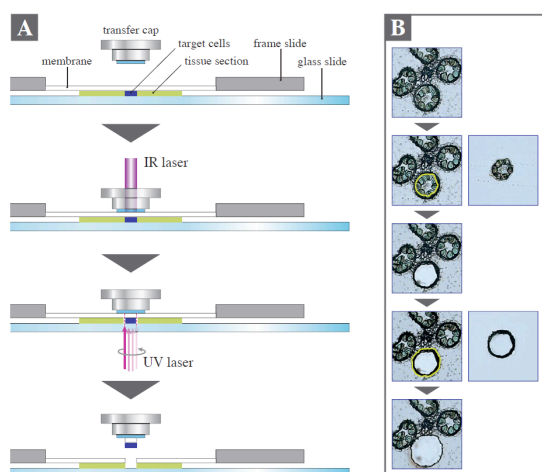 A
transfer cap
membrane
target cells
tissue section
frame slide
glass slide
IR laser
UV laser
B